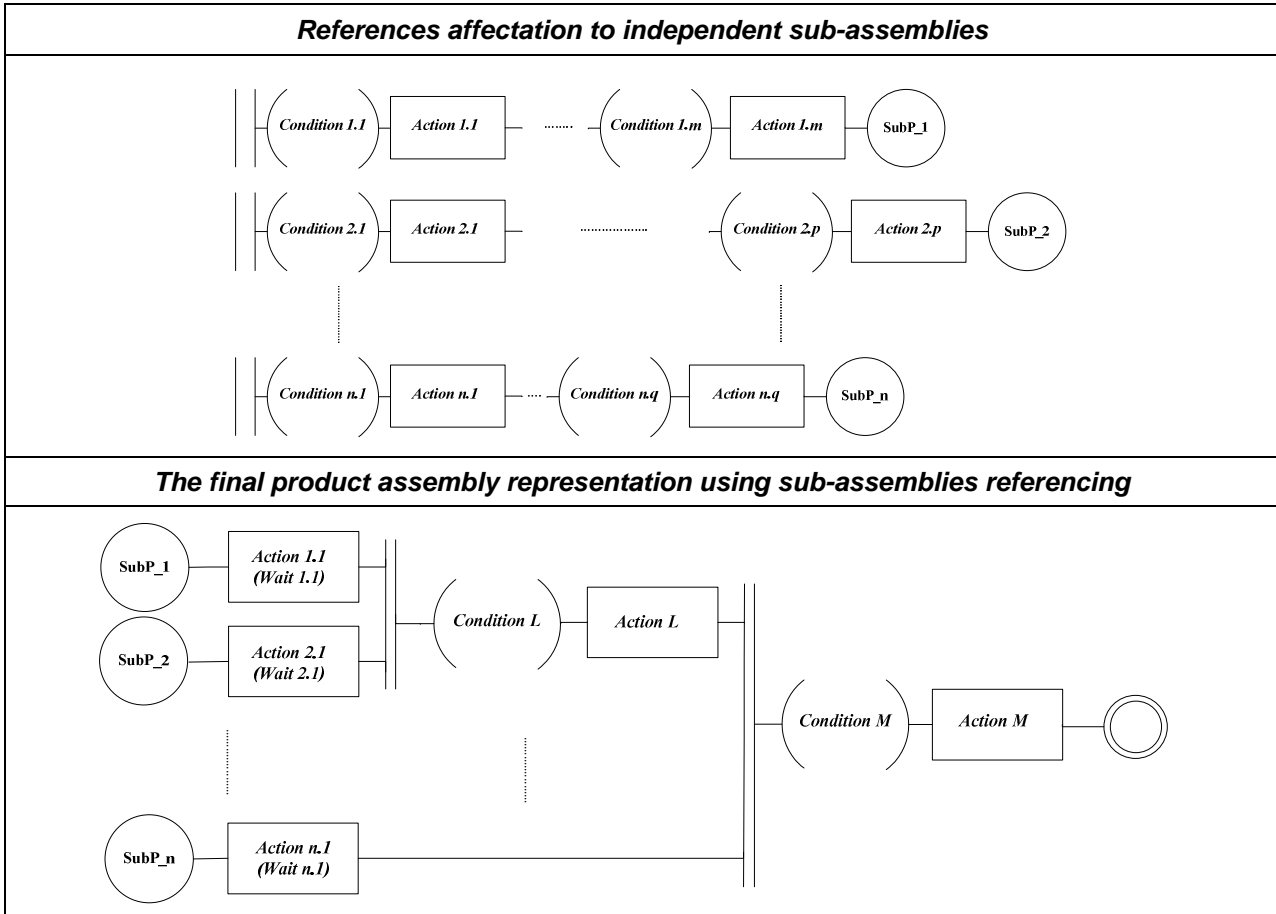 References affectation to independent sub-assemblies
Condition 1.1 Action 1.1 ........ Condition 1.m Action 1.m SubP_1
Condition 2.1 Action 2.1 .................. Condition 2.p Action 2.p SubP_2
Condition n.1 Action n.1 .... Condition n.q Action n.q SubP_n
The final product assembly representation using sub-assemblies referencing
SubP_1
Action 1.1
(Wait 1.1)
Condition L Action L
SubP_2
Action 2.1
(Wait 2.1)
Condition M Action M
SubP_n
Action n.1
(Wait n.1)